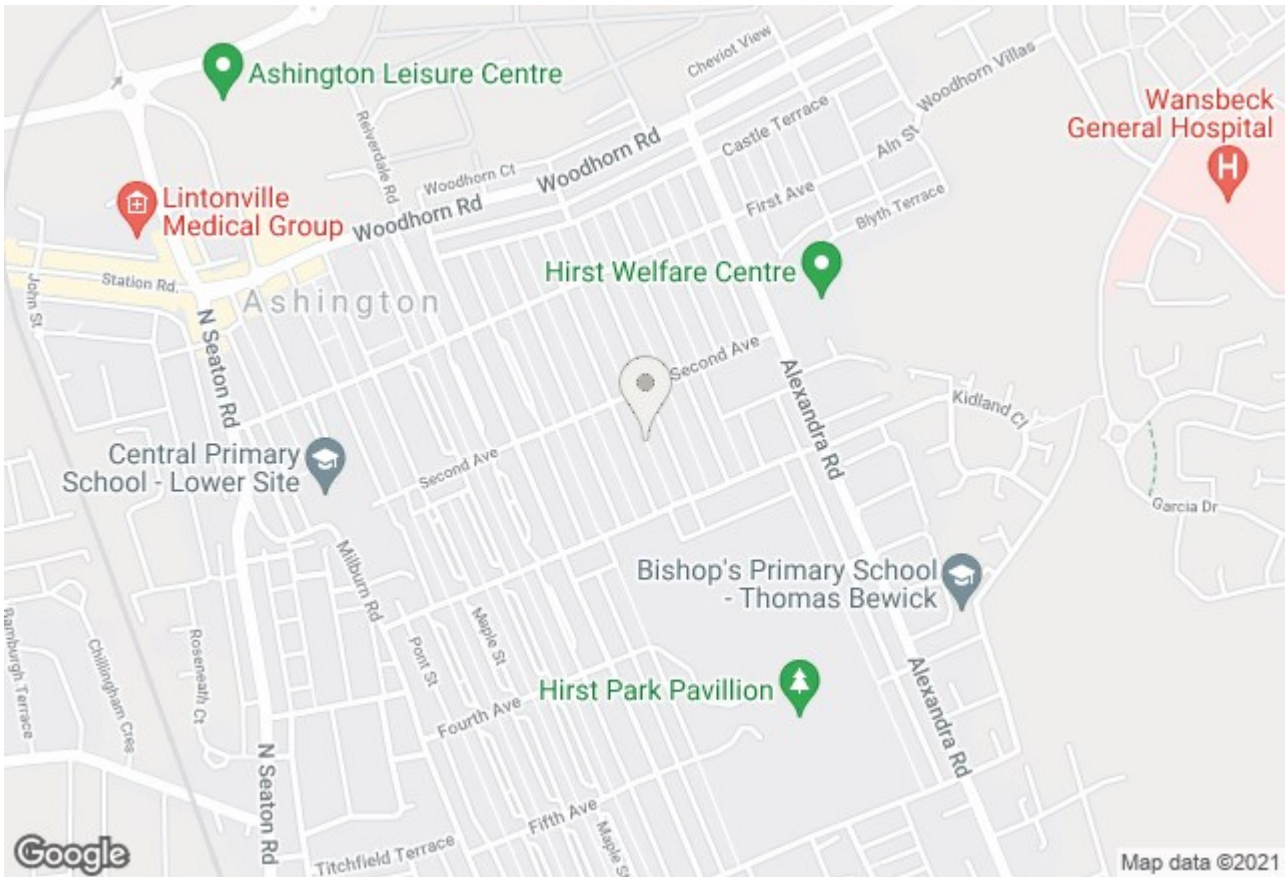 Cheviot View
Ashington Leisure Centre
Woodhorn Villas
Wansbeck
General Hospital
H
Reiverdale Rd
Castle Terrace
Aln St
Woodhorn Rd
Woodhorn Ct
Lintonville
Medical Group
First Ave
Blyth Terrace
Woodhorn Rd
Hirst Welfare Centre
Station Rd.
John St
Ashington
N Seaton Rd
Second Ave
Alexandra Rd
Kidland Cl
Central Primary
School - Lower Site
Second Ave
Garcia Dr
Milburn Rd
Bishop's Primary School
- Thomas Bewick
Bamburgh Terrace
Chillingham Cres
Roseneath Ct
Pont St
Maple St
Hirst Park Pavillion
Fourth Ave
Alexandra Rd
N Seaton Rd
Fifth Ave
Maple St
Titchfield Terrace
Google
Map data ©2021